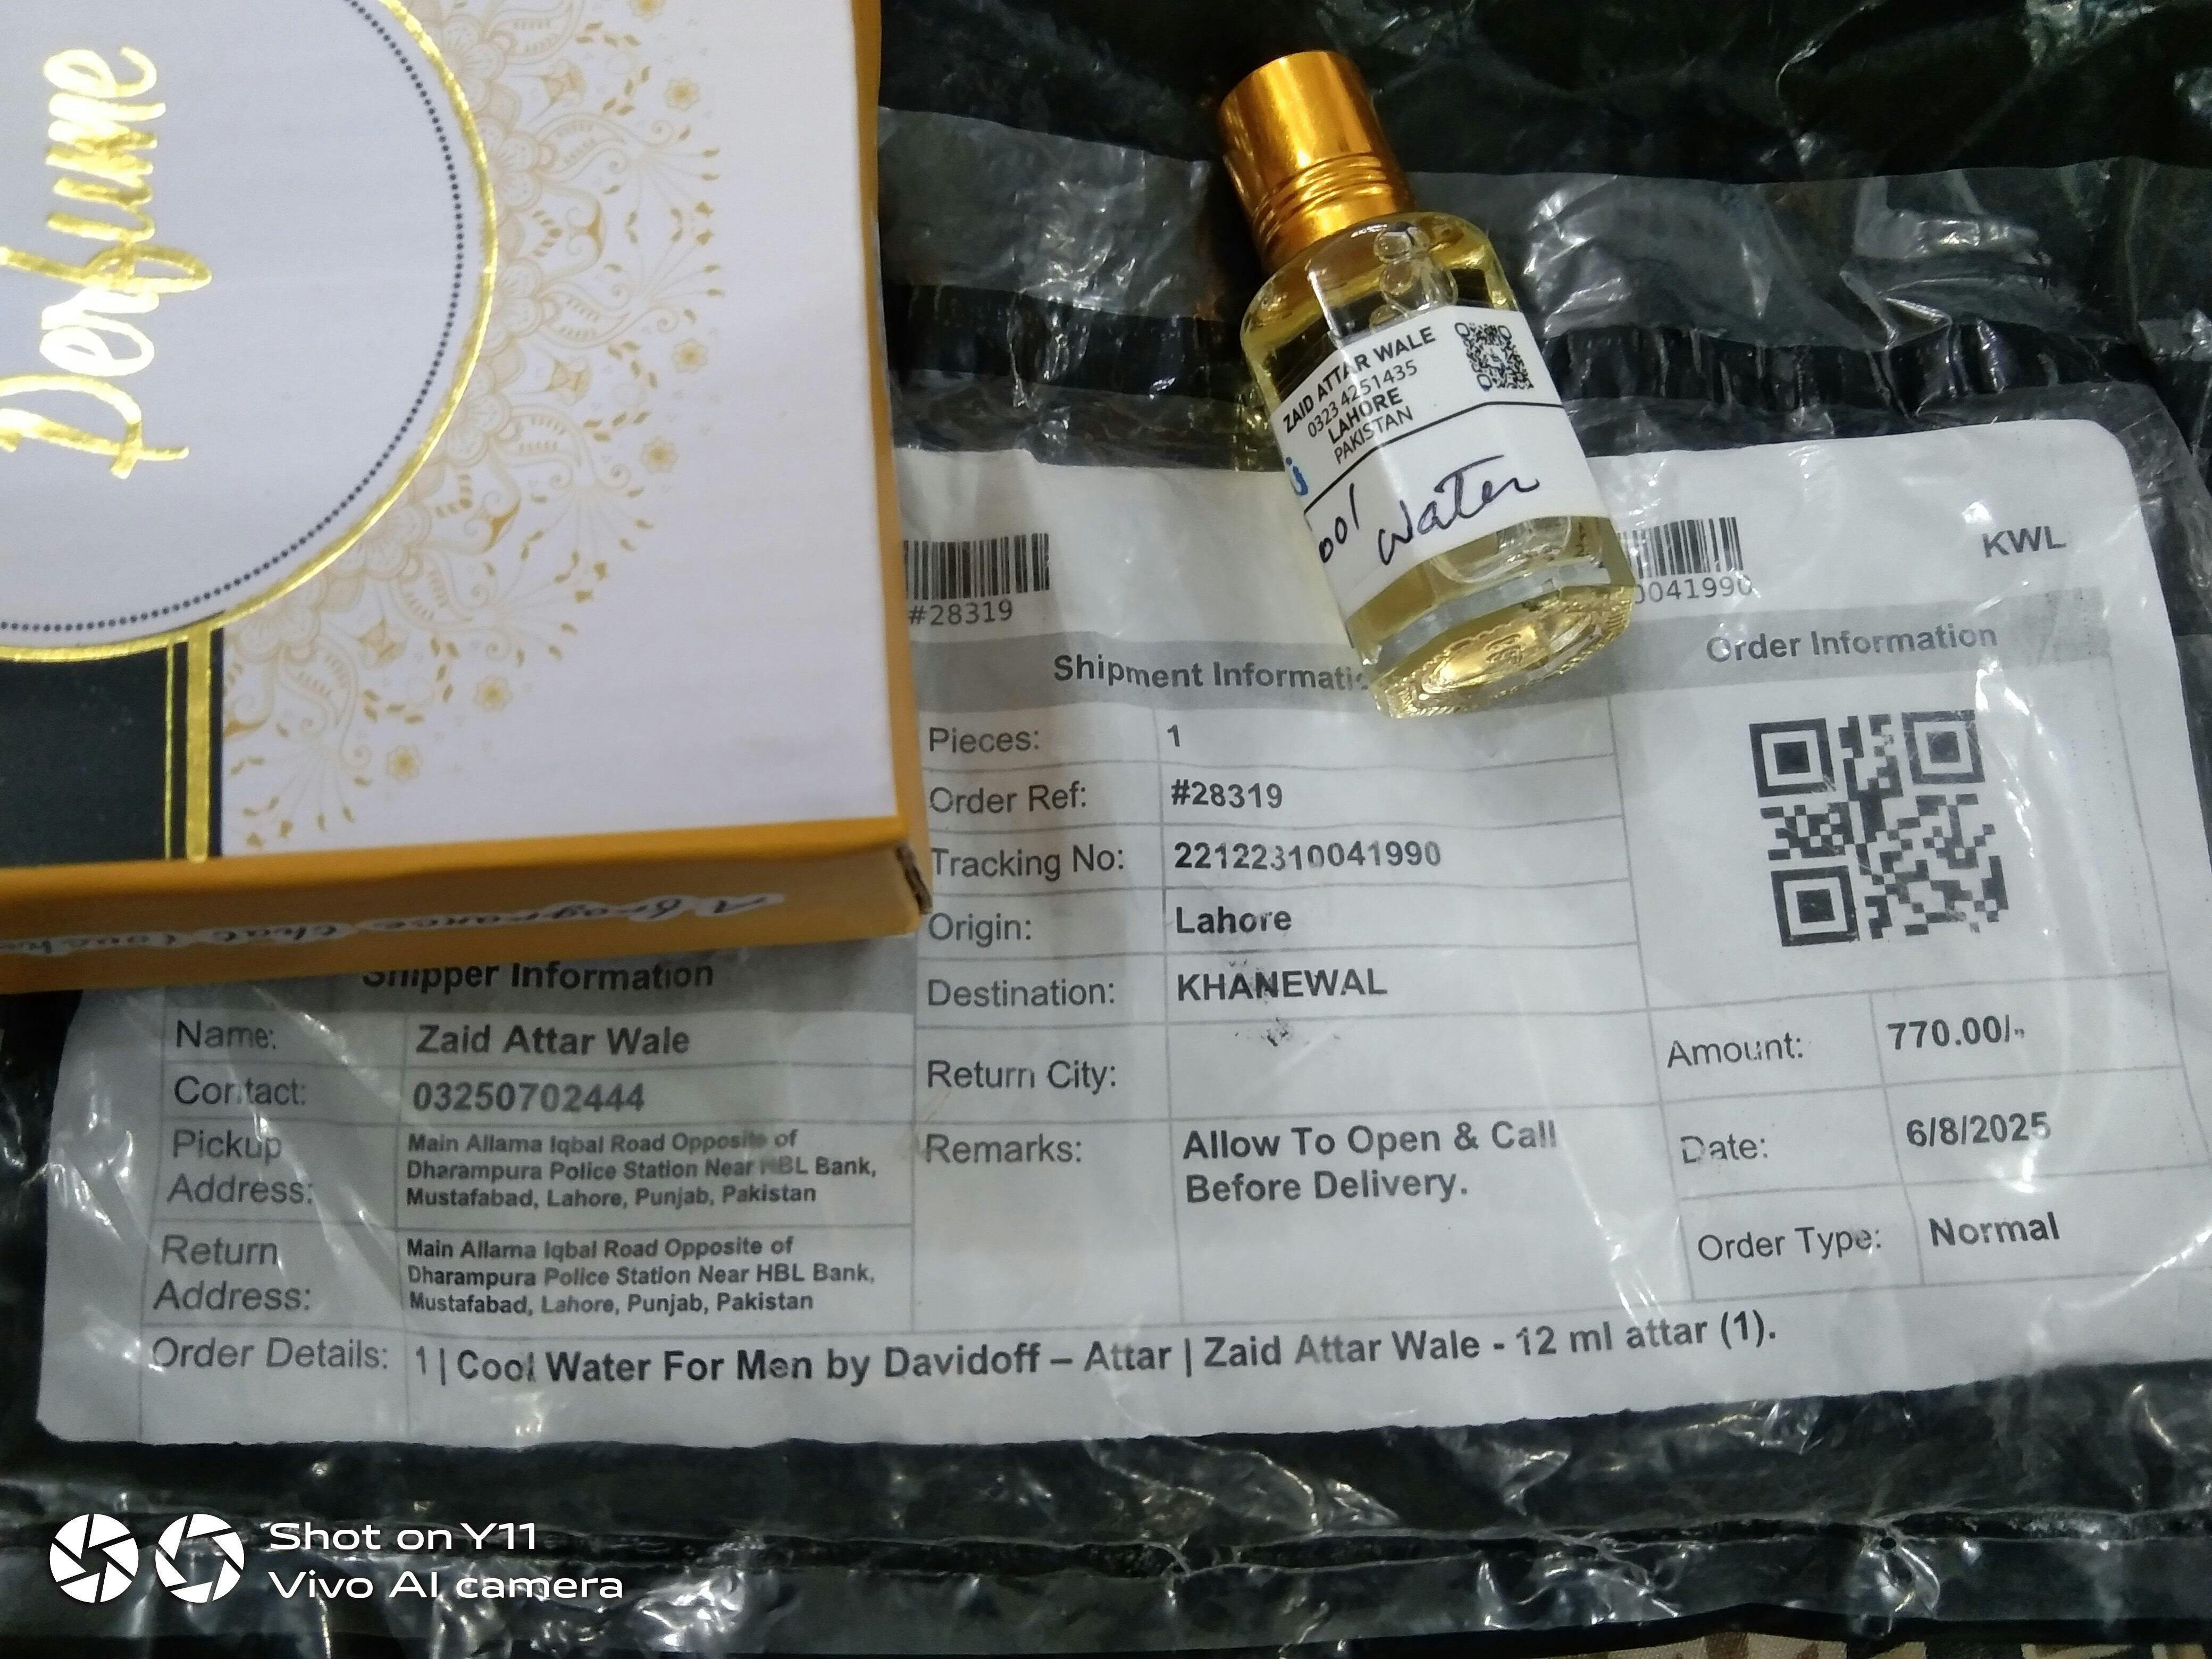 Perfume
A fragrance that touche
ZAID ATTAR WALE
0323 4251435
LAHORE
PAKISTAN
ool
Water
#28319
0041990
KWL
Shipment Informati
Order Information
Pieces: 1
Order Ref: #28319
Tracking No: 22122310041990
Origin: Lahore
Destination: KHANEWAL
Return City:
Remarks: Allow To Open & Call
Before Delivery.
Amount: 770.00/-
Date: 6/8/2025
Order Type: Normal
Shipper Information
Name: Zaid Attar Wale
Contact: 03250702444
Pickup
Address:
Main Allama Iqbal Road Opposite of
Dharampura Police Station Near HBL Bank,
Mustafabad, Lahore, Punjab, Pakistan
Return
Address:
Main Allama Iqbal Road Opposite of
Dharampura Police Station Near HBL Bank,
Mustafabad, Lahore, Punjab, Pakistan
Order Details: 1 | Cool Water For Men by Davidoff – Attar | Zaid Attar Wale - 12 ml attar (1).
Shot on Y11
Vivo AI camera